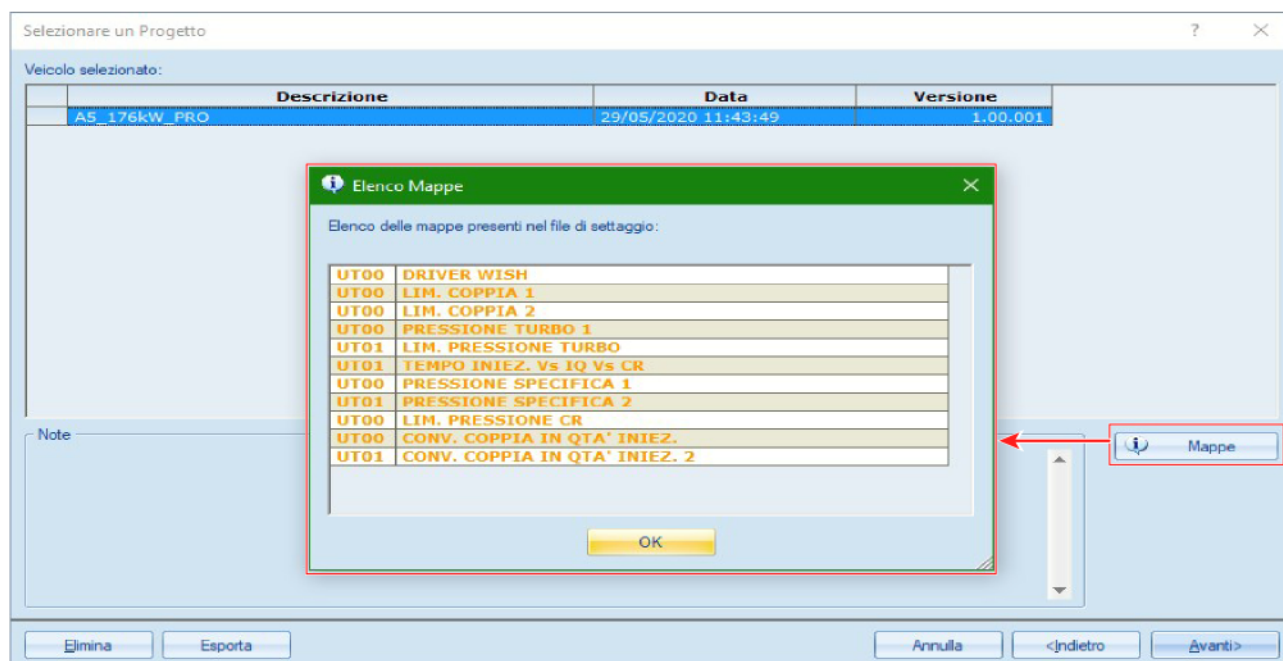 Selezionare un Progetto ?
Veicolo selezionato:
Descrizione Data Versione
A5_176kW_PRO 29/05/2020 11:43:49 1.00.001
Elenco Mappe
Elenco delle mappe presenti nel file di settaggio:
UT00 DRIVER WISH
UT00 LIM. COPPIA 1
UT00 LIM. COPPIA 2
UT00 PRESSIONE TURBO 1
UT01 LIM. PRESSIONE TURBO
UT01 TEMPO INIEZ. Vs IQ Vs CR
UT00 PRESSIONE SPECIFICA 1
UT01 PRESSIONE SPECIFICA 2
UT00 LIM. PRESSIONE CR
UT00 CONV. COPPIA IN QTA' INIEZ.
UT01 CONV. COPPIA IN QTA' INIEZ. 2
OK
Note
Mappe
Elimina Esporta Annulla <Indietro Avanti>